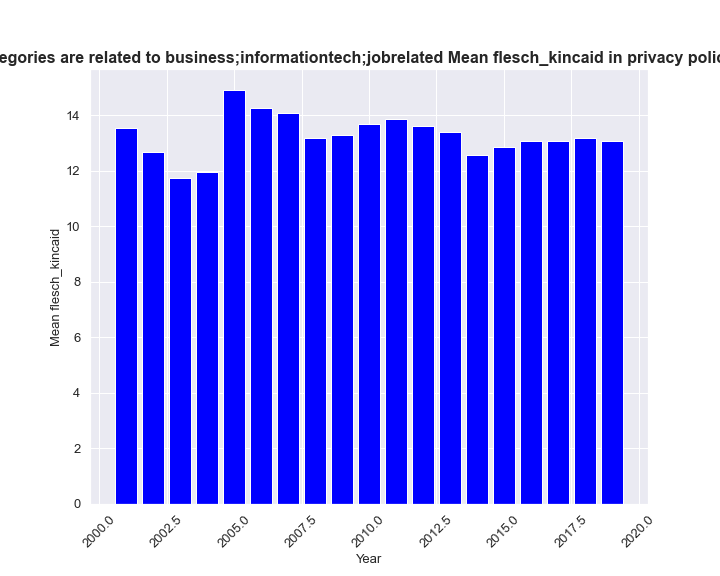 egories are related to business;informationtech;jobrelated Mean flesch_kincaid in privacy polic
14
12
10
8
6
4
2
0
Mean flesch_kincaid
2000.0 2002.5 2005.0 2007.5 2010.0 2012.5 2015.0 2017.5 2020.0
Year